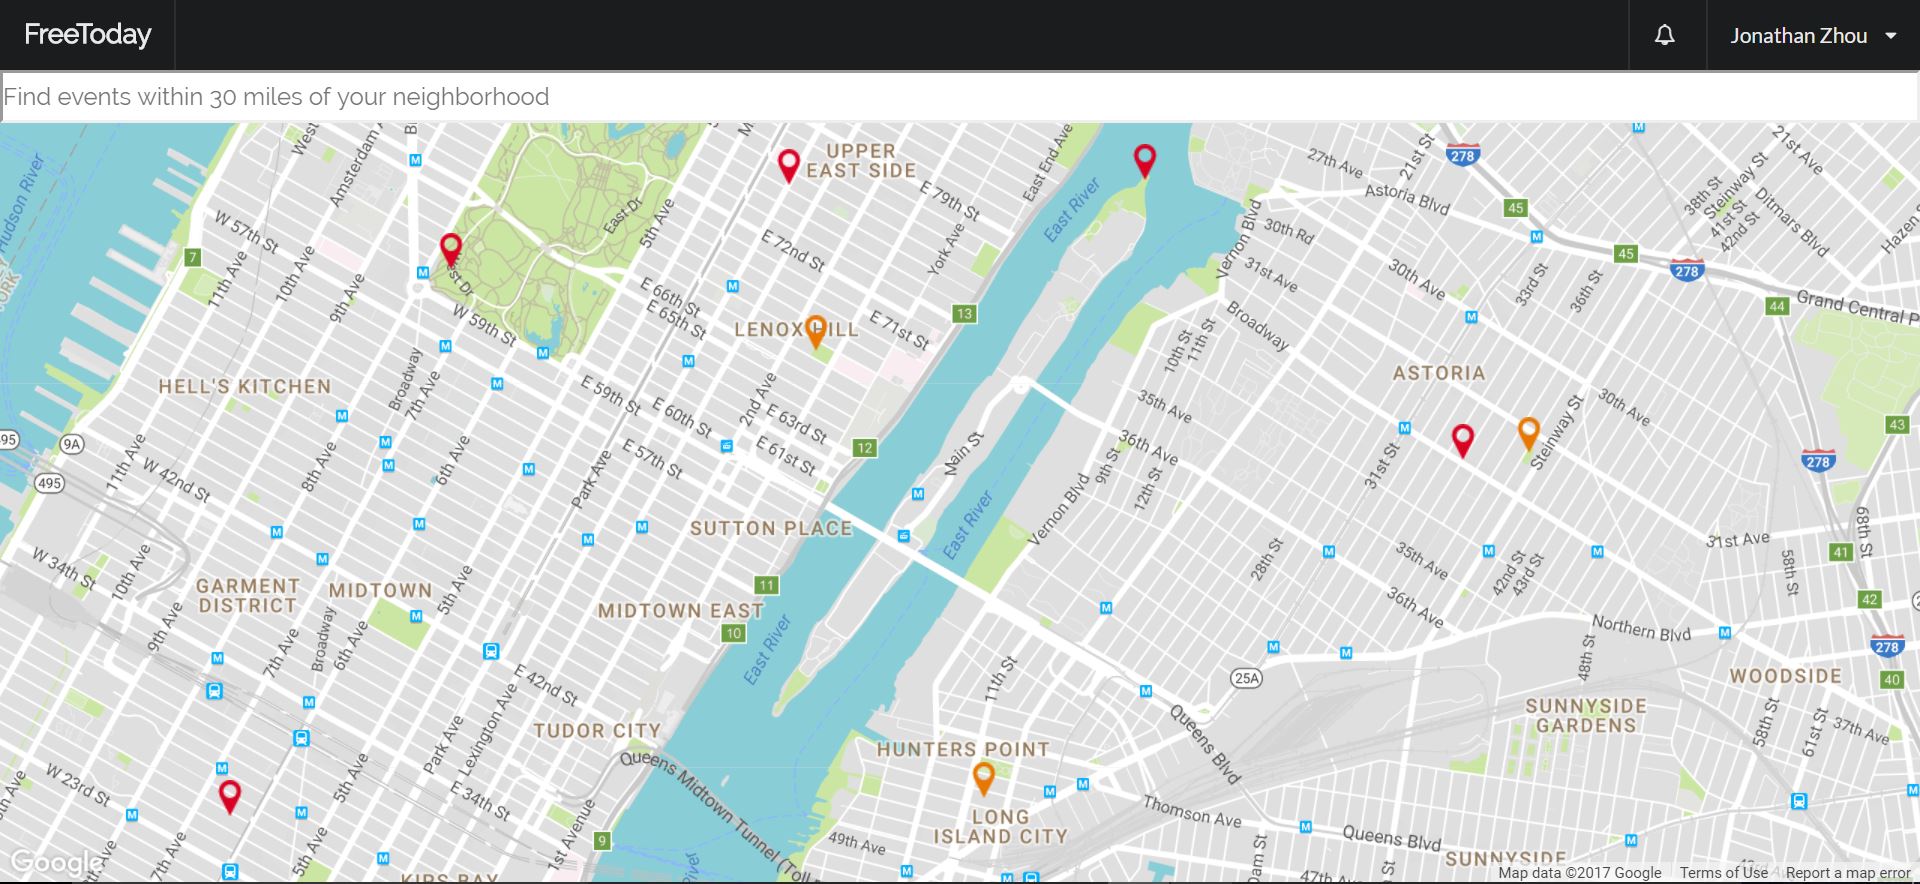 FreeToday
Jonathan Zhou
Find events within 30 miles of your neighborhood
Hudson River
West
Amsterdam A
B
M
UPPER
EAST SIDE
East End Ave
East River
27th Ave
21st St
278
21st Ave
38th St
Steinway St
41st St
42nd St
Ditmars Blvd
Hazen
Astoria Blvd
45
W 57th St
7
11th Ave
10th Ave
9th Ave
East Dr
5th Ave
E 79th St
E 72nd St
York Ave
Vernon Blvd
30th Rd
31st Ave
30th Ave
33rd St
36th St
45
278
44
Grand Central P
W 59th St
E 66th St
E 65th St
LENOX HILL
E 71st St
13
Broadway
10th St
11th St
HELL'S KITCHEN
Broadway
7th Ave
E 59th St
E 60th St
2nd Ave
E 63rd St
E 61st St
E 57th St
12
ASTORIA
35th Ave
36th Ave
Steinway St
30th Ave
43
495
9A
495
11th Ave
W 42nd St
8th Ave
6th Ave
Park Ave
Main St
9th St
12th St
31st St
278
SUTTON PLACE
East River
Vernon Blvd
28th St
35th Ave
36th Ave
42nd St
43rd St
31st Ave
58th St
68th St
41
W 34th St
10th Ave
GARMENT
DISTRICT
MIDTOWN
5th Ave
11
MIDTOWN EAST
10
42
9th Ave
7th Ave
Broadway
6th Ave
East River
Northern Blvd
278
E 42nd St
11th St
25A
48th St
WOODSIDE
40
TUDOR CITY
Park Ave
Lexington Ave
HUNTERS POINT
Queens Blvd
SUNNYSIDE
GARDENS
58th St
61st St
37th Ave
W 23rd St
5th Ave
E 34th St
Queens Midtown Tunnel (Toll
LONG
ISLAND CITY
Thomson Ave
Queens Blvd
7th Ave
5th Ave
1st Avenue
9
49th Ave
47th
SUNNYSIDE
KIPS BAY
Google
Map data ©2017 Google
Terms of Use
Report a map error